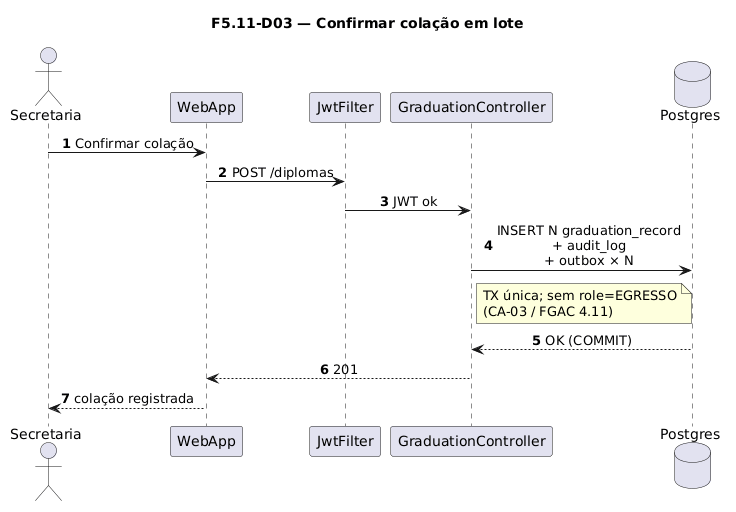 F5.11-D03 — Confirmar colação em lote
Secretaria
WebApp
JwtFilter
GraduationController
Postgres
1 Confirmar colação
2 POST /diplomas
3 JWT ok
INSERT N graduation_record
4 + audit_log
+ outbox × N
TX única; sem role=EGRESSO
(CA-03 / FGAC 4.11)
5 OK (COMMIT)
6 201
7 colação registrada
Secretaria
WebApp
JwtFilter
GraduationController
Postgres